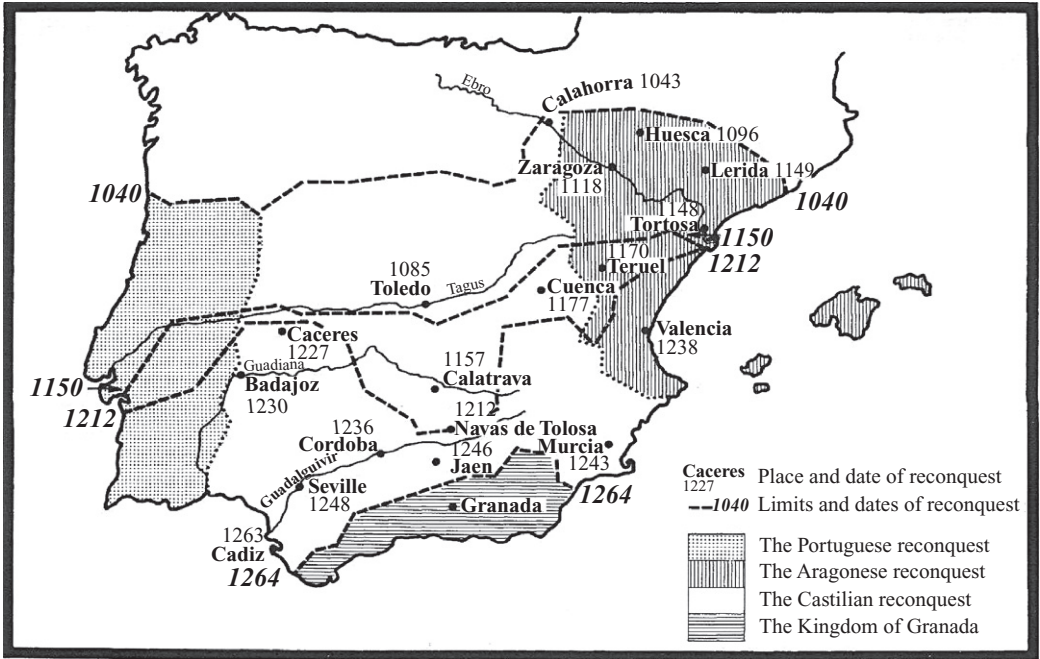 Ebro
Calahorra 1043
Huesca 1096
Zaragoza
1118
Lerida 1149
1040
1040
1148
Tortosa
1150
1212
1170
Teruel
1085
Toledo
Tagus
Cuenca
1177
Caceres
1227
Valencia
1238
Guadiana
1157
Calatrava
1150
1212
Badajoz
1230
1212
Navas de Tolosa
1236
Cordoba
1246
Jaen
Murcia
1243
Guadalguivir
Seville
1248
Granada
1264
1263
Cadiz
1264
Caceres
1227
Place and date of reconquest
1040 Limits and dates of reconquest
The Portuguese reconquest
The Aragonese reconquest
The Castilian reconquest
The Kingdom of Granada